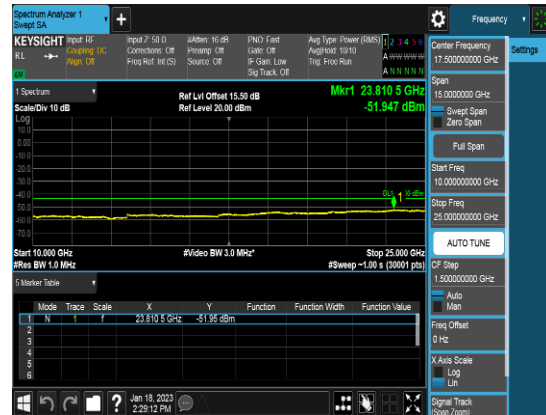 Spectrum Analyzer 1
Swept SA
Frequency
KEYSIGHT
RL
Input: RF
Coupling: DC
Align: Off
Input Z: 50 Ω
Corrections: Off
Freq Ref: Int (S)
#Atten: 16 dB
Preamp: Off
Source: Off
PNO: Fast
Gate: Off
IF Gain: Low
Sig Track: Off
Avg Type: Power (RMS)
Avg|Hold: 10/10
Trig: Free Run
1 2 3 4 5 6
A W W W W W
A N N N N N
1 Spectrum
Scale/Div 10 dB
Ref Lvl Offset 15.50 dB
Ref Level 20.00 dBm
Mkr1 23.810 5 GHz
-51.947 dBm
Log
10.0
0.00
-10.0
-20.0
-30.0
-40.0
-50.0
-60.0
-70.0
1
Start 10.000 GHz
#Res BW 1.0 MHz
#Video BW 3.0 MHz*
Stop 25.000 GHz
#Sweep ~1.00 s (30001 pts)
5 Marker Table
Mode Trace Scale X Y Function Function Width Function Value
1 N 1 f 23.810 5 GHz -51.95 dBm
2
3
4
5
6
Jan 18, 2023
2:29:12 PM
Center Frequency
17.500000000 GHz
Settings
Span
15.0000000 GHz
Swept Span
Zero Span
Full Span
Start Freq
10.000000000 GHz
Stop Freq
25.000000000 GHz
AUTO TUNE
CF Step
1.500000000 GHz
Auto
Man
Freq Offset
0 Hz
X Axis Scale
Log
Lin
Signal Track
(Span Zoom)